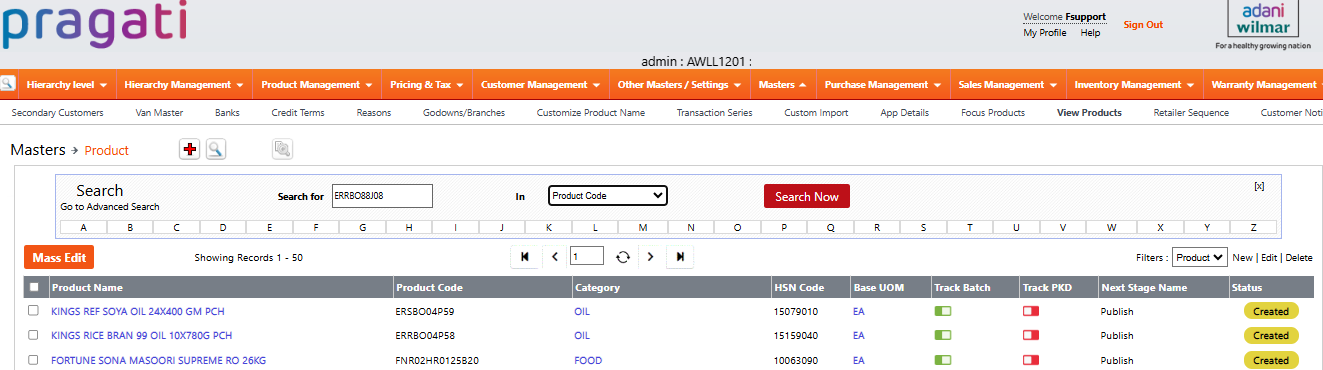 pragati
Welcome Fsupport
My Profile Help
Sign Out
adani
wilmar
For a healthy growing nation
admin : AWLL1201 :
Hierarchy level Hierarchy Management Product Management Pricing & Tax Customer Management Other Masters / Settings Masters Purchase Management Sales Management Inventory Management Warranty Management
Secondary Customers Van Master Banks Credit Terms Reasons Godowns/Branches Customize Product Name Transaction Series Custom Import App Details Focus Products View Products Retailer Sequence Customer Noti
Masters Product
Search
Go to Advanced Search
Search for ERRBO88J08 In Product Code Search Now [x]
A B C D E F G H I J K L M N O P Q R S T U V W X Y Z
Mass Edit Showing Records 1 - 50 1 Filters : Product New | Edit | Delete
Product Name Product Code Category HSN Code Base UOM Track Batch Track PKD Next Stage Name Status
KINGS REF SOYA OIL 24X400 GM PCH ERSBO04P59 OIL 15079010 EA Publish Created
KINGS RICE BRAN 99 OIL 10X780G PCH ERRBO04P58 OIL 15159040 EA Publish Created
FORTUNE SONA MASOORI SUPREME RO 26KG FNR02HR0125B20 FOOD 10063090 EA Publish Created